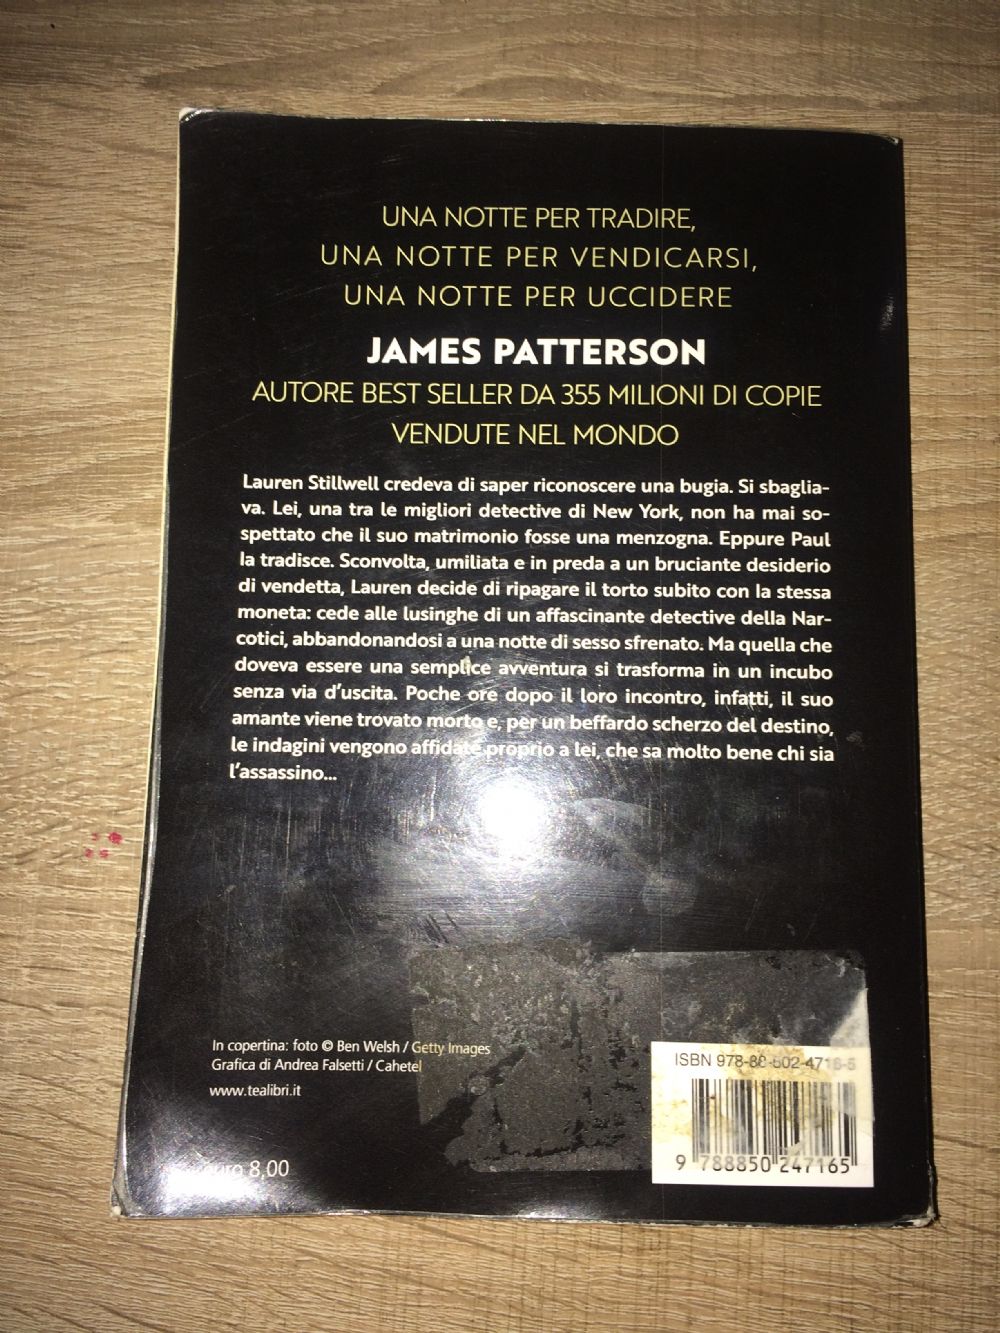 UNA NOTTE PER TRADIRE,
UNA NOTTE PER VENDICARSI,
UNA NOTTE PER UCCIDERE
JAMES PATTERSON
AUTORE BEST SELLER DA 355 MILIONI DI COPIE
VENDUTE NEL MONDO
Lauren Stillwell credeva di saper riconoscere una bugia. Si sbaglia-
va. Lei, una tra le migliori detective di New York, non ha mai so-
spettato che il suo matrimonio fosse una menzogna. Eppure Paul
la tradisce. Sconvolta, umiliata e in preda a un bruciante desiderio
di vendetta, Lauren decide di ripagare il torto subito con la stessa
moneta: cede alle lusinghe di un affascinante detective della Nar-
cotici, abbandonandosi a una notte di sesso sfrenato. Ma quella che
doveva essere una semplice avventura si trasforma in un incubo
senza via d'uscita. Poche ore dopo il loro incontro, infatti, il suo
amante viene trovato morto e, per un beffardo scherzo del destino,
le indagini vengono affidate proprio a lei, che sa molto bene chi sia
l'assassino...
In copertina: foto © Ben Welsh / Getty Images
Grafica di Andrea Falsetti / Cahetel
www.tealibri.it
euro 8,00
ISBN 978-88-502-4716-5
9 788850 247165